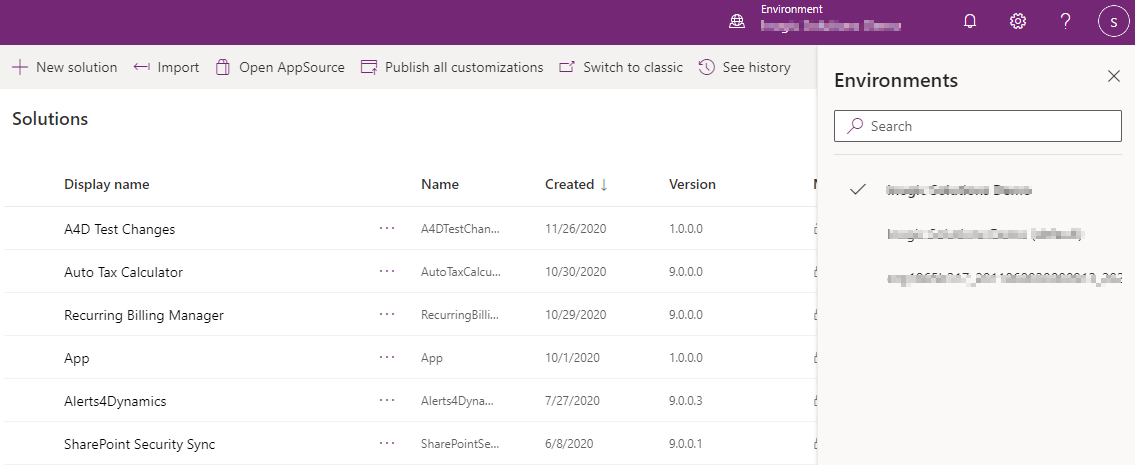 Environment
S
New solution Import Open AppSource Publish all customizations Switch to classic See history
Environments
Search
Solutions
Display name Name Created ↓ Version
A4D Test Changes ... A4DTestChan... 11/26/2020 1.0.0.0
Auto Tax Calculator ... AutoTaxCalcu... 10/30/2020 9.0.0.0
Recurring Billing Manager ... RecurringBilli... 10/29/2020 9.0.0.0
App ... App 10/1/2020 1.0.0.0
Alerts4Dynamics ... Alerts4Dyna... 7/27/2020 9.0.0.3
SharePoint Security Sync ... SharePointSe... 6/8/2020 9.0.0.1